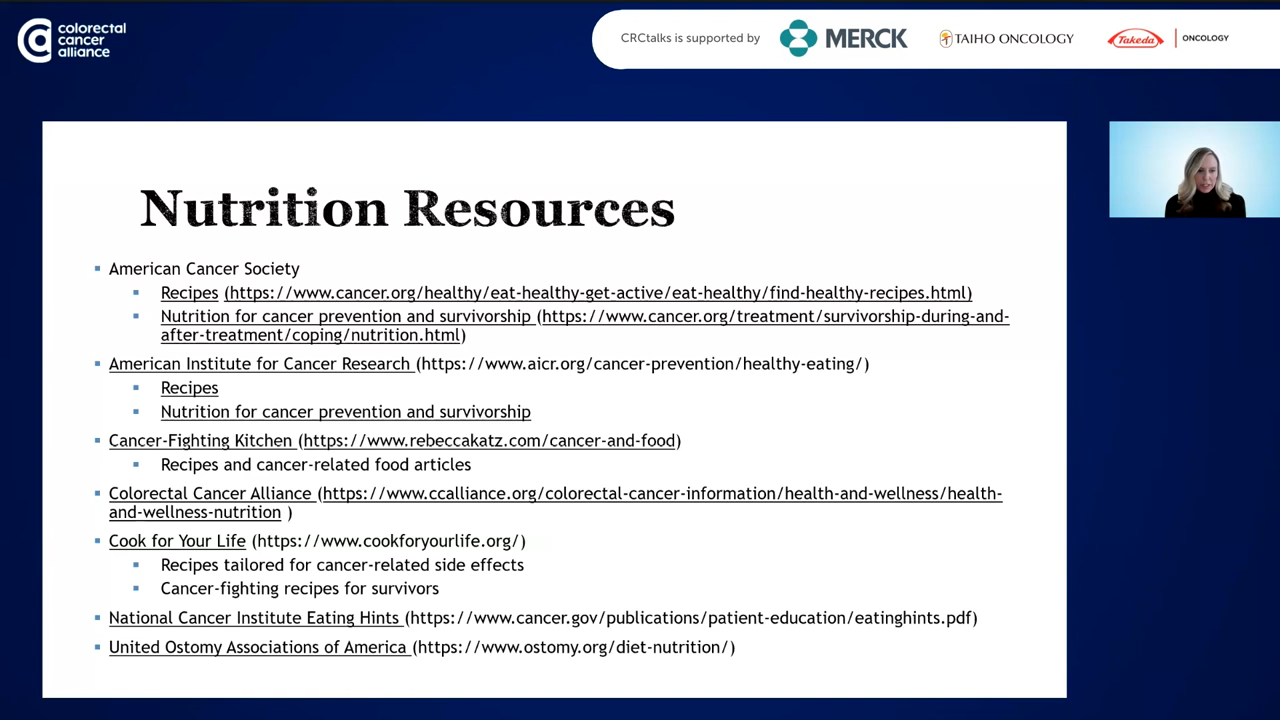 colorectal
cancer
alliance
CRCtalks is supported by
MERCK
TAIHO ONCOLOGY
Takeda
ONCOLOGY
Nutrition Resources
American Cancer Society
Recipes (https://www.cancer.org/healthy/eat-healthy-get-active/eat-healthy/find-healthy-recipes.html)
Nutrition for cancer prevention and survivorship (https://www.cancer.org/treatment/survivorship-during-and-
after-treatment/coping/nutrition.html)
American Institute for Cancer Research (https://www.aicr.org/cancer-prevention/healthy-eating/)
Recipes
Nutrition for cancer prevention and survivorship
Cancer-Fighting Kitchen (https://www.rebeccakatz.com/cancer-and-food)
Recipes and cancer-related food articles
Colorectal Cancer Alliance (https://www.ccalliance.org/colorectal-cancer-information/health-and-wellness/health-
and-wellness-nutrition )
Cook for Your Life (https://www.cookforyourlife.org/)
Recipes tailored for cancer-related side effects
Cancer-fighting recipes for survivors
National Cancer Institute Eating Hints (https://www.cancer.gov/publications/patient-education/eatinghints.pdf)
United Ostomy Associations of America (https://www.ostomy.org/diet-nutrition/)